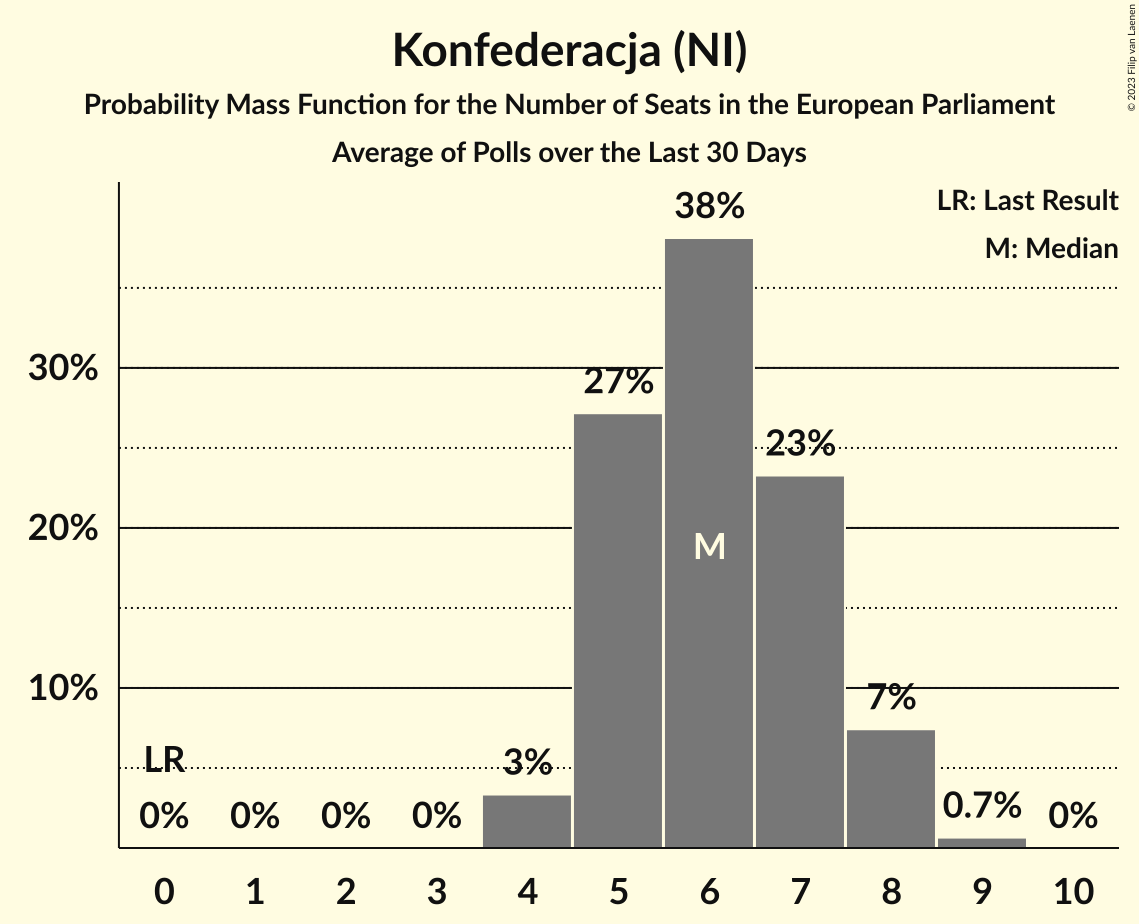 © 2023 Filip van Laenen
Konfederacja (NI)
Probability Mass Function for the Number of Seats in the European Parliament
Average of Polls over the Last 30 Days
LR: Last Result
M: Median
38%
30%
27%
23%
20%
M
10%
7%
LR
3%
0%
0%
0%
0%
0.7%
0%
0 1 2 3 4 5 6 7 8 9 10